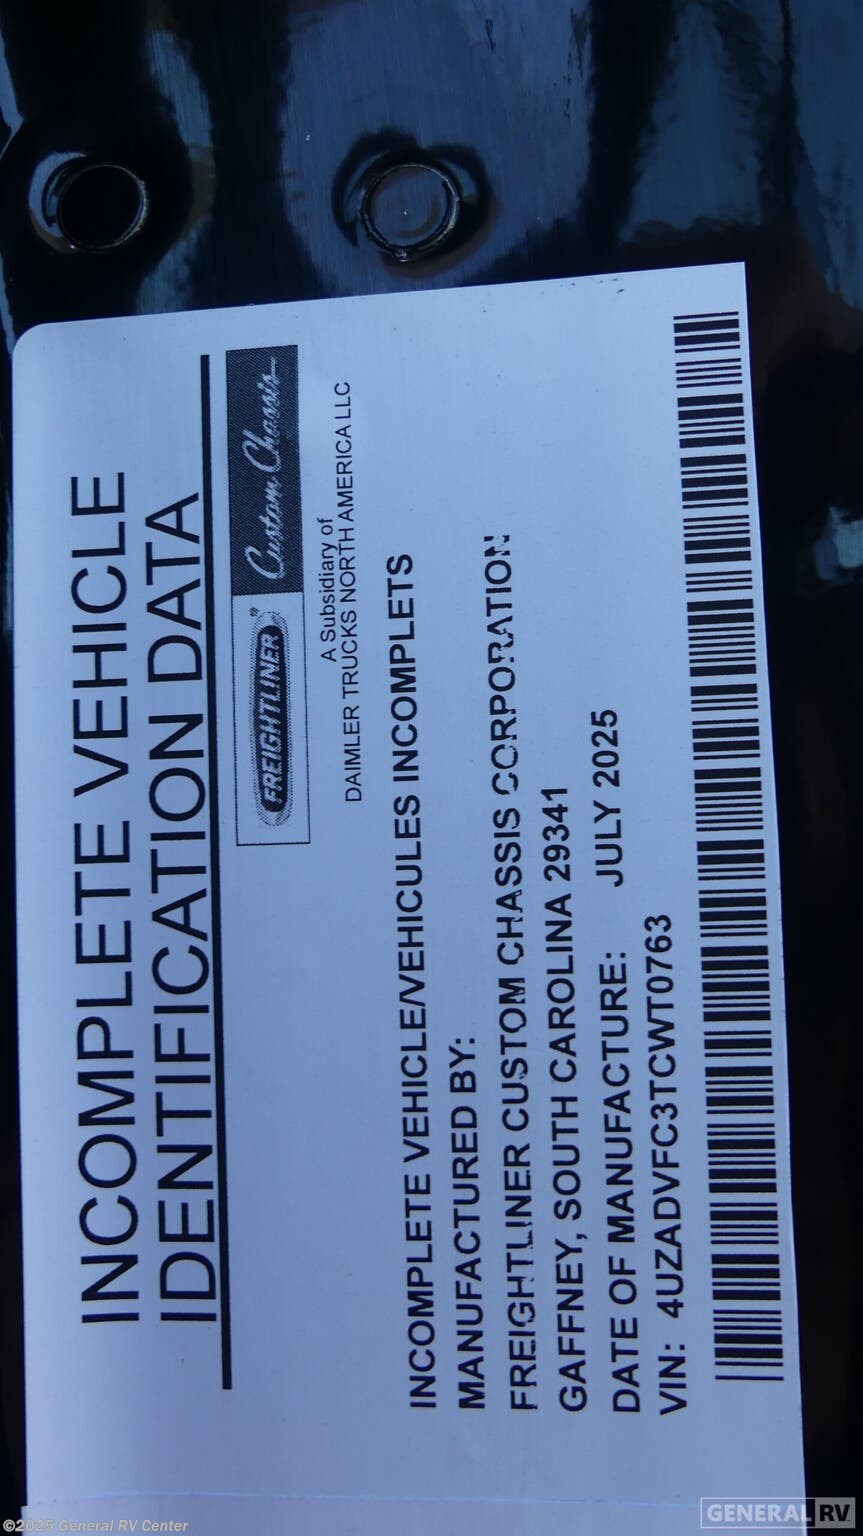 INCOMPLETE VEHICLE
IDENTIFICATION DATA
FREIGHTLINER® Custom Chassis
A Subsidiary of
DAIMLER TRUCKS NORTH AMERICA LLC
INCOMPLETE VEHICLE/VEHICULES INCOMPLETS
MANUFACTURED BY:
FREIGHTLINER CUSTOM CHASSIS CORPORATION
GAFFNEY, SOUTH CAROLINA 29341
DATE OF MANUFACTURE: JULY 2025
VIN: 4UZADVFC3TCWT0763
©2025 General RV Center
GENERAL RV